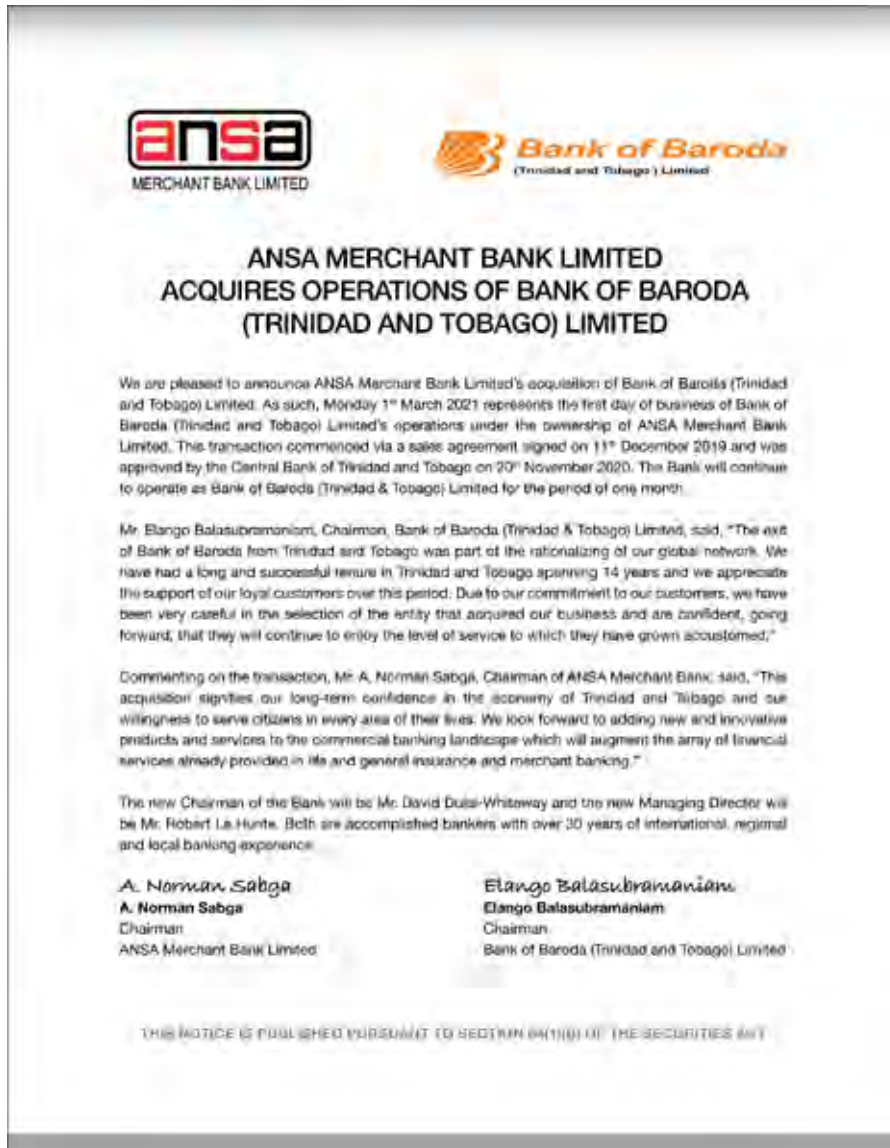 ansa
MERCHANT BANK LIMITED
Bank of Baroda
(Trinidad and Tobago) Limited
ANSA MERCHANT BANK LIMITED
ACQUIRES OPERATIONS OF BANK OF BARODA
(TRINIDAD AND TOBAGO) LIMITED
We are pleased to announce ANSA Merchant Bank Limited's acquisition of Bank of Baroda (Trinidad
and Tobago) Limited. As such, Monday 1st March 2021 represents the first day of business of Bank of
Baroda (Trinidad and Tobago) Limited's operations under the ownership of ANSA Merchant Bank
Limited. This transaction commenced via a sales agreement signed on 11th December 2019 and was
approved by the Central Bank of Trinidad and Tobago on 20th November 2020. The Bank will continue
to operate as Bank of Baroda (Trinidad & Tobago) Limited for the period of one month.
Mr. Elango Balasubramaniam, Chairman, Bank of Baroda (Trinidad & Tobago) Limited, said, "The exit
of Bank of Baroda from Trinidad and Tobago was part of the rationalizing of our global network. We
have had a long and successful tenure in Trinidad and Tobago spanning 14 years and we appreciate
the support of our loyal customers over this period. Due to our commitment to our customers, we have
been very careful in the selection of the entity that acquired our business and are confident, going
forward, that they will continue to enjoy the level of service to which they have grown accustomed."
Commenting on the transaction, Mr. A. Norman Sabga, Chairman of ANSA Merchant Bank, said, "This
acquisition signifies our long-term confidence in the economy of Trinidad and Tobago and our
willingness to serve citizens in every area of their lives. We look forward to adding new and innovative
products and services to the commercial banking landscape which will augment the array of financial
services already provided in life and general insurance and merchant banking."
The new Chairman of the Bank will be Mr. David Dulal-Whiteway and the new Managing Director will
be Mr. Robert Le Hunte. Both are accomplished bankers with over 30 years of international, regional
and local banking experience.
A. Norman Sabga
A. Norman Sabga
Chairman
ANSA Merchant Bank Limited
Elango Balasubramaniam
Elango Balasubramaniam
Chairman
Bank of Baroda (Trinidad and Tobago) Limited
THIS NOTICE IS PUBLISHED PURSUANT TO SECTION OF THE SECURITIES ACT